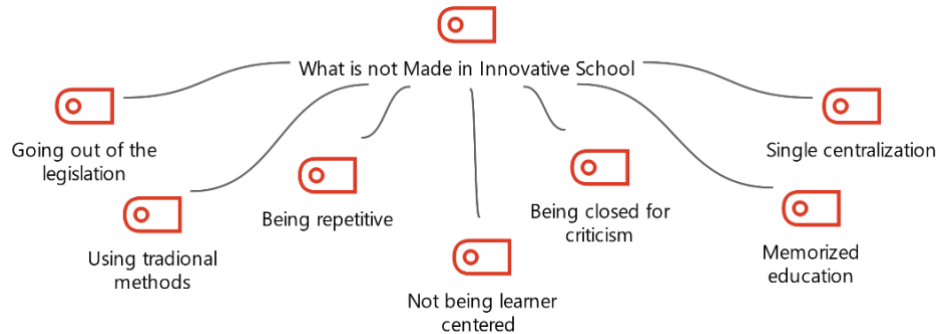 What is not Made in Innovative School
Going out of the
legislation
Using tradional
methods
Being repetitive
Not being learner
centered
Being closed for
criticism
Memorized
education
Single centralization